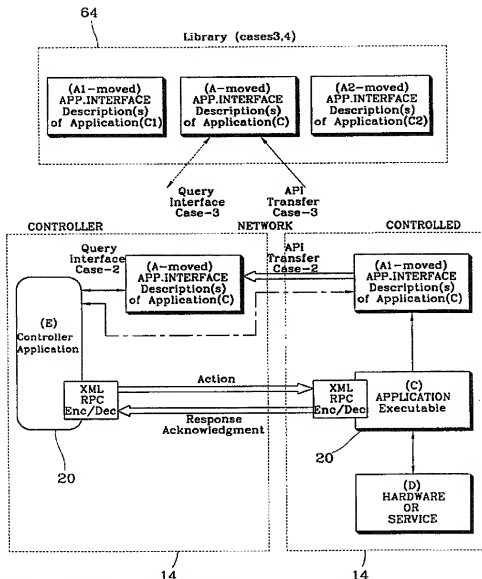 64
Library (cases3,4)
(A1-moved)
APP.INTERFACE
Description(s)
of Application(C1)
(A-moved)
APP.INTERFACE
Description(s)
of Application(C)
(A2-moved)
APP.INTERFACE
Description(s)
of Application(C2)
Query
Interface
Case-3
API
Transfer
Case-3
CONTROLLER
NETWORK
CONTROLLED
Query
Interface
Case-2
(A-moved)
APP.INTERFACE
Description(s)
of Application(C)
API
Transfer
Case-2
(A1-moved)
APP.INTERFACE
Description(s)
of Application(C)
(E)
Controller
Application
XML
RPC
Enc/Dec
Action
Response
Acknowledgment
XML
RPC
Enc/Dec
(C)
APPLICATION
Executable
20
20
(D)
HARDWARE
OR
SERVICE
14
14